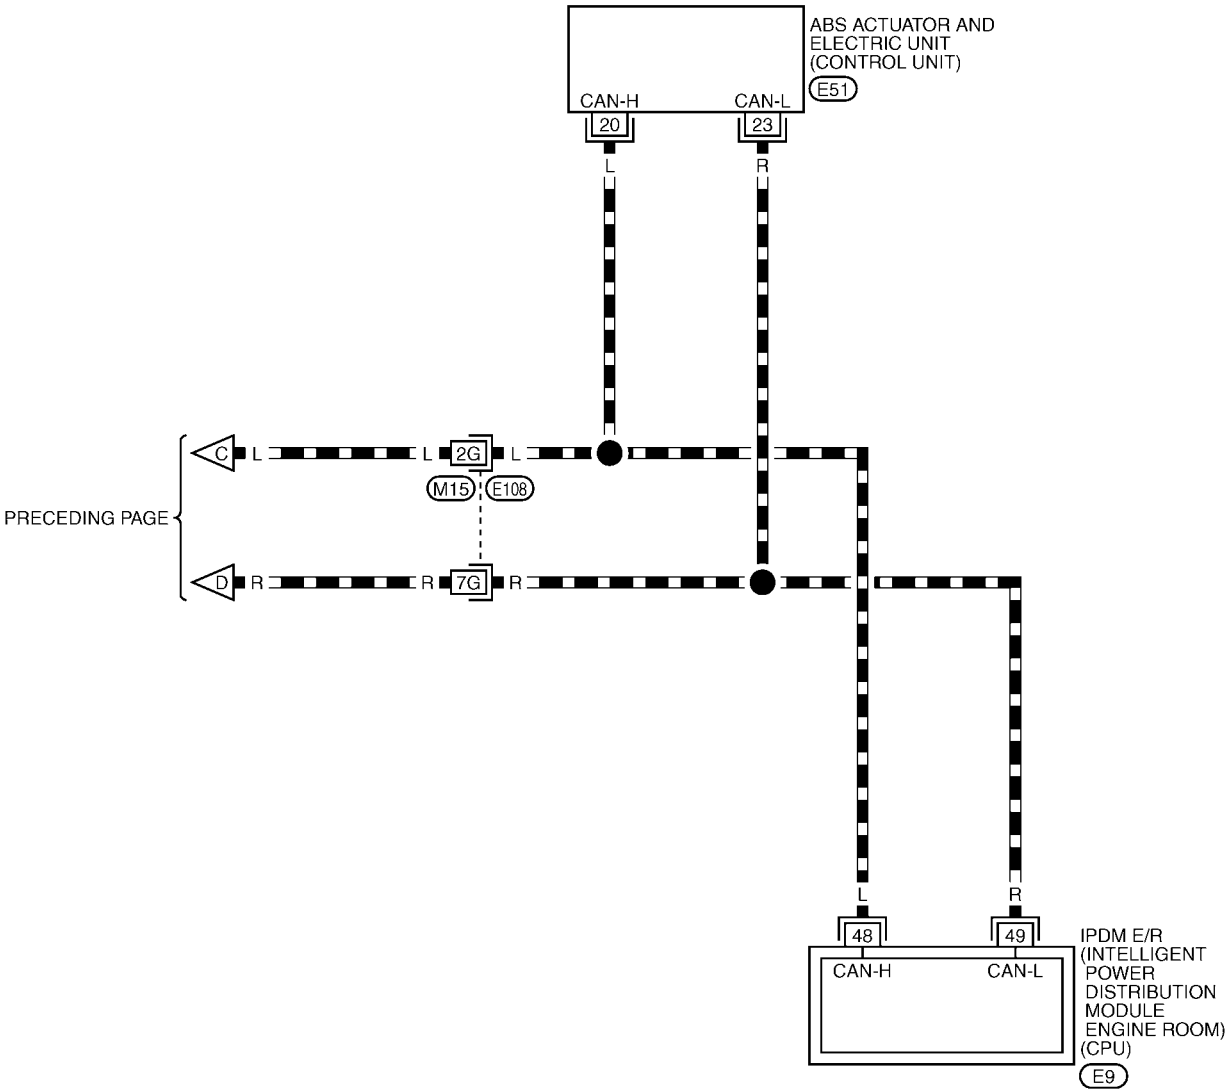 ABS ACTUATOR AND
ELECTRIC UNIT
(CONTROL UNIT)
E51
CAN-H
CAN-L
20
23
L
R
C
L
L
2G
L
M15
E108
PRECEDING PAGE
D
R
R
7G
R
L
R
48
49
CAN-H
CAN-L
IPDM E/R
(INTELLIGENT
POWER
DISTRIBUTION
MODULE
ENGINE ROOM)
(CPU)
E9